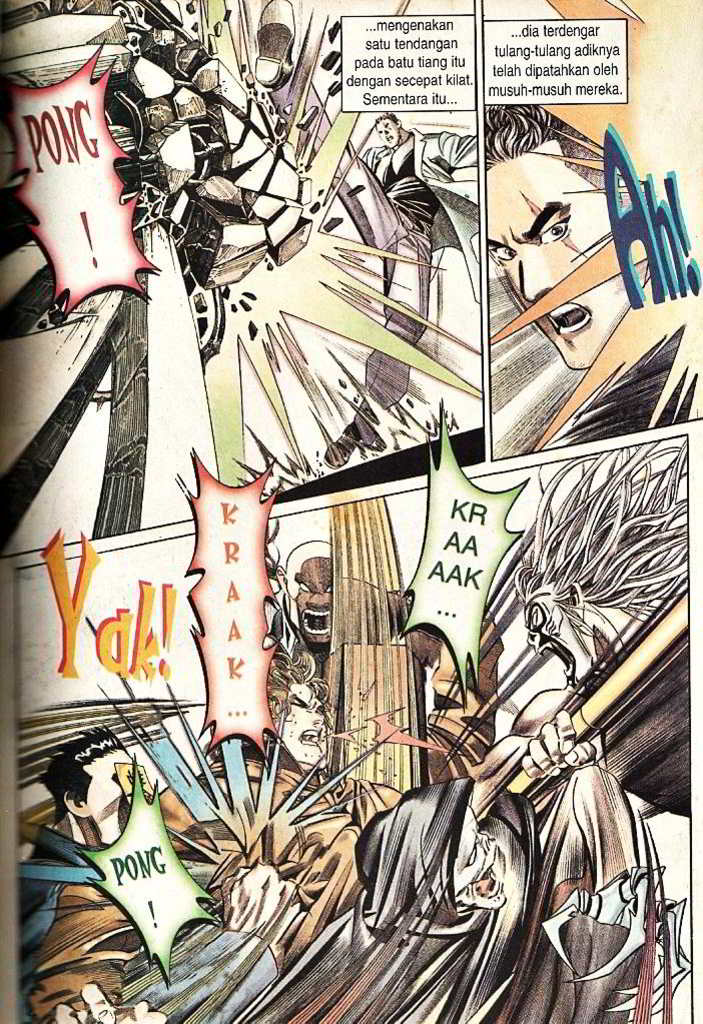 ...mengenakan
satu tendangan
pada batu tiang itu
dengan secepat kilat.
Sementara itu...
...dia terdengar
tulang-tulang adiknya
telah dipatahkan oleh
musuh-musuh mereka.
PONG
!
Ah!
Yak!
KRAAK...
KR
AA
AAK
...
PONG
!